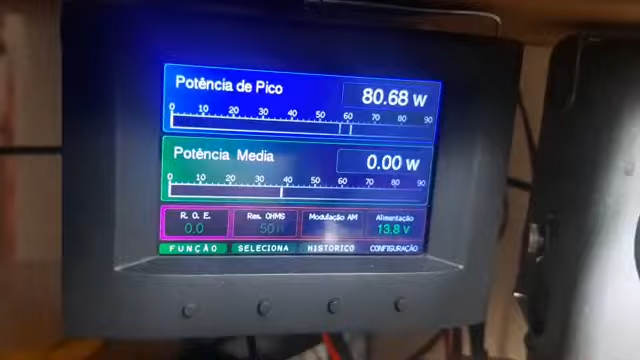 Potência de Pico
80.68 W
0 10 20 30 40 50 60 70 80 90
Potência Media
0.00 W
0 10 20 30 40 50 60 70 80 90
R. O. E. Res. OHMS Modulação AM Alimentação
0.0 50 13.8 V
FUNÇÃO SELECIONA HISTORICO CONFIGURAÇÃO